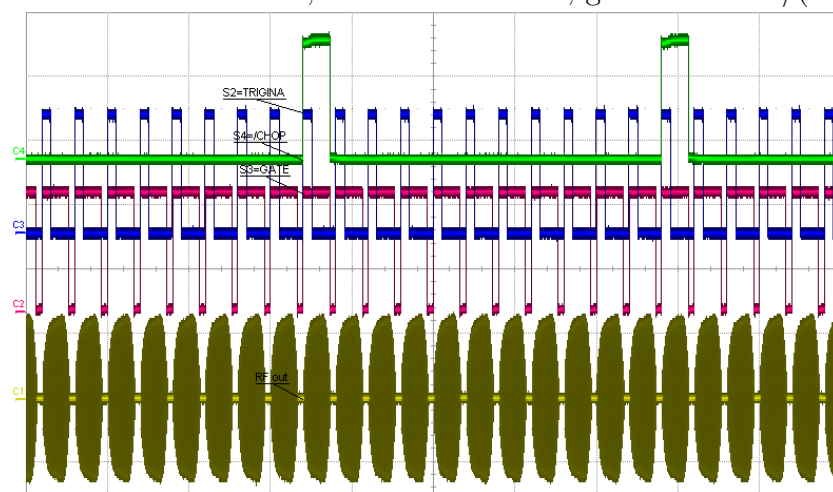 S2=TRIGINA
S4=/CHOP
C4
S3=GATE
C3
C2
RF out
C1